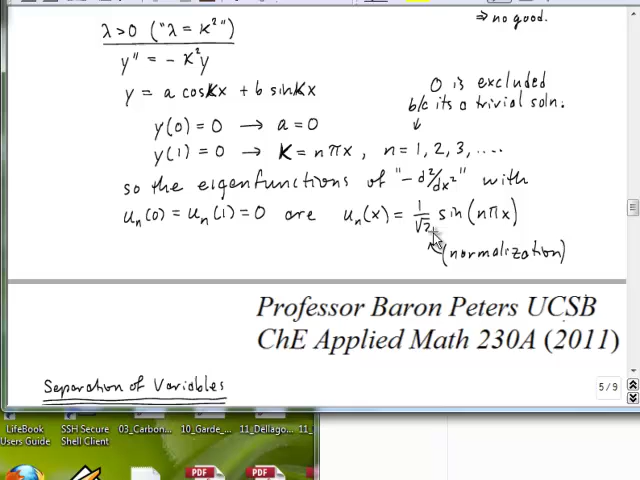 ⇒ no good.
λ>0 ("λ = K²")
y" = - K²y
y = a cosKx + b sinKx
0 is excluded
b/c its a trivial soln.
y(0) = 0 → a = 0
y(1) = 0 → K = nπx , n = 1, 2, 3, ....
so the eigenfunctions of "- d²/dx²" with
uₙ(0) = uₙ(1) = 0 are uₙ(x) = 1/√2 sin(nπx)
(normalization)
Professor Baron Peters UCSB
ChE Applied Math 230A (2011)
Separation of Variables
5 / 9
LifeBook Users Guide
SSH Secure Shell Client
03_Carbon...
10_Garde_...
11_Dellago...
11_
PDF
PDF
PDF